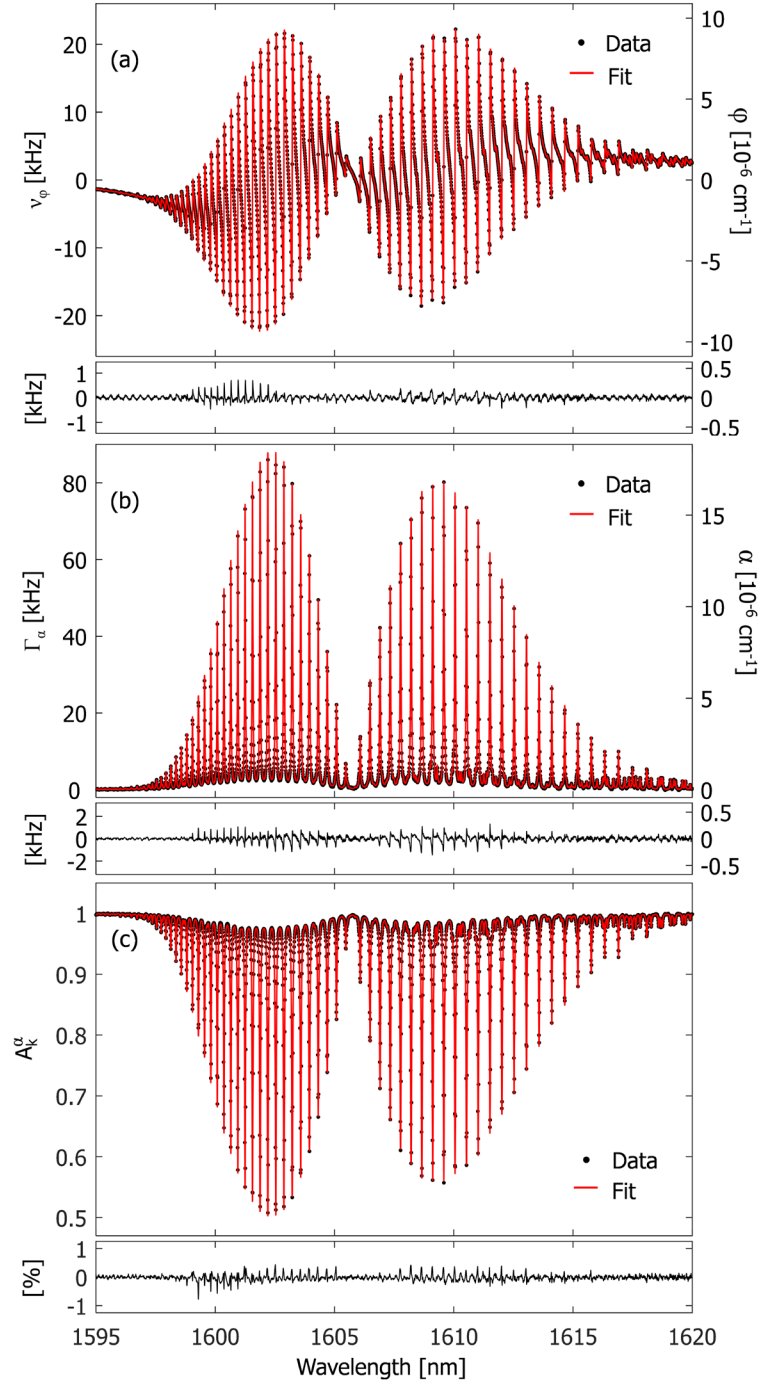 (a)
Data
Fit
20
10
0
-10
-20
ν_φ [kHz]
10
5
0
-5
-10
φ [10⁻⁶ cm⁻¹]
1
0
-1
[kHz]
0.5
0
-0.5
(b)
Data
Fit
80
60
40
20
0
Γ_α [kHz]
15
10
5
0
α [10⁻⁶ cm⁻¹]
2
0
-2
[kHz]
0.5
0
-0.5
(c)
Data
Fit
1
0.9
0.8
0.7
0.6
0.5
A_k^α
1
0
-1
[%]
1595 1600 1605 1610 1615 1620
Wavelength [nm]